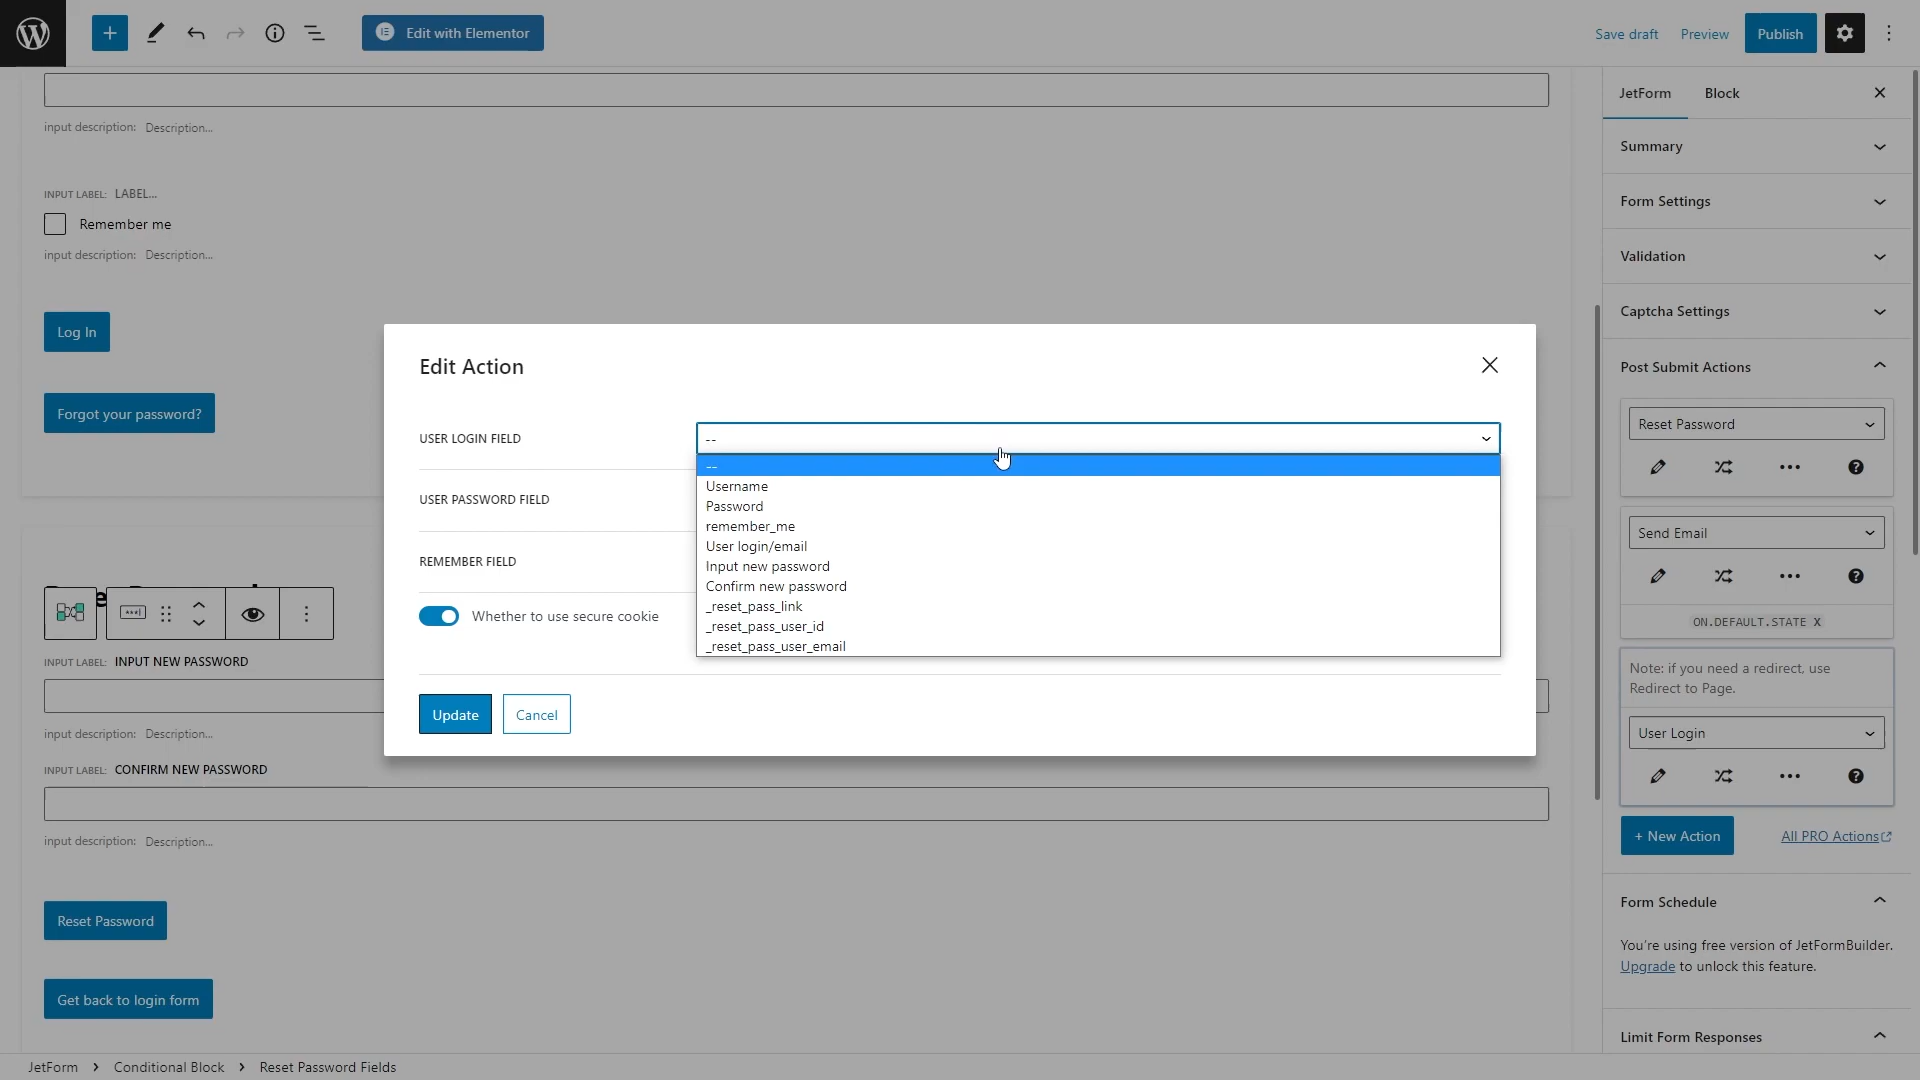 Edit with Elementor
Save draft
Preview
Publish
input description: Description...
INPUT LABEL: LABEL...
Remember me
input description: Description...
Log In
Forgot your password?
INPUT LABEL: INPUT NEW PASSWORD
input description: Description...
INPUT LABEL: CONFIRM NEW PASSWORD
input description: Description...
Reset Password
Get back to login form
JetForm > Conditional Block > Reset Password Fields
Edit Action
USER LOGIN FIELD
--
--
Username
Password
remember_me
User login/email
Input new password
Confirm new password
_reset_pass_link
_reset_pass_user_id
_reset_pass_user_email
USER PASSWORD FIELD
REMEMBER FIELD
Whether to use secure cookie
Update
Cancel
JetForm
Block
Summary
Form Settings
Validation
Captcha Settings
Post Submit Actions
Reset Password
Send Email
ON.DEFAULT.STATE X
Note: if you need a redirect, use
Redirect to Page.
User Login
+ New Action
All PRO Actions
Form Schedule
You're using free version of JetFormBuilder.
Upgrade to unlock this feature.
Limit Form Responses